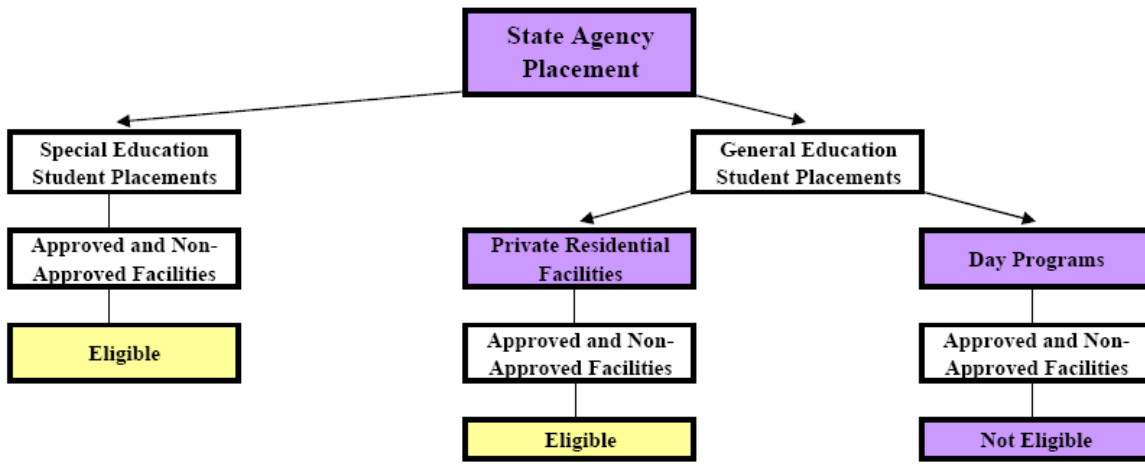 State Agency
Placement
Special Education
Student Placements
General Education
Student Placements
Approved and Non-
Approved Facilities
Private Residential
Facilities
Day Programs
Eligible
Approved and Non-
Approved Facilities
Approved and Non-
Approved Facilities
Eligible
Not Eligible